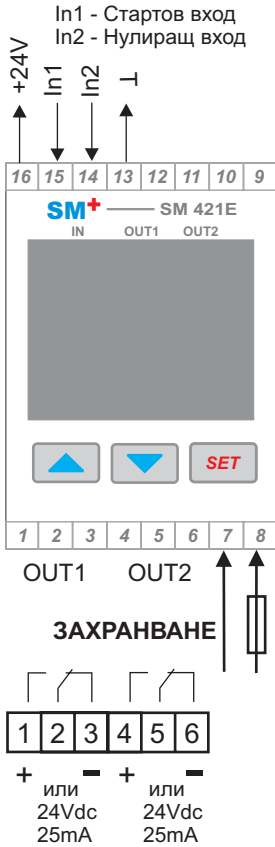 In1 - Стартов вход
In2 - Нулиращ вход
+24V In1 In2 ⊥
16 15 14 13 12 11 10 9
SM+ SM 421E
IN OUT1 OUT2
SET
1 2 3 4 5 6 7 8
OUT1 OUT2
ЗАХРАНВАНЕ
1 2 3 4 5 6
+ - + -
или или
24Vdc 24Vdc
25mA 25mA